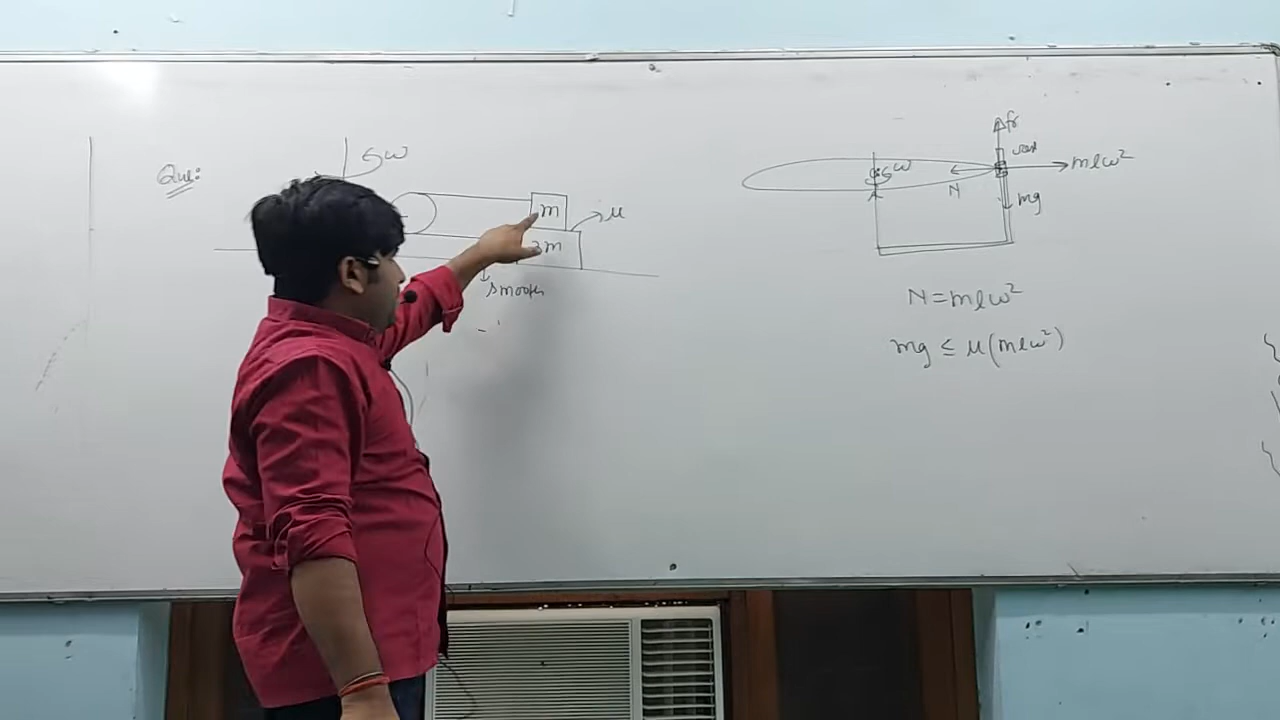 Que:
ω
m
2m
μ
smooth
fr
ω
mlω²
N
mg
N = mlω²
mg ≤ μ(mlω²)